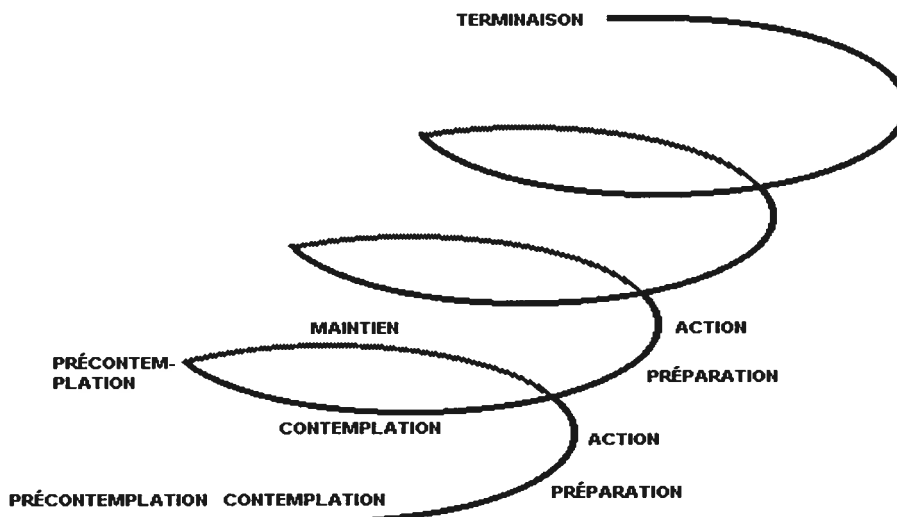 TERMINAISON
MAINTIEN
ACTION
PRÉCONTEM-
PLATION
PRÉPARATION
CONTEMPLATION
ACTION
PRÉPARATION
PRÉCONTEMPLATION CONTEMPLATION